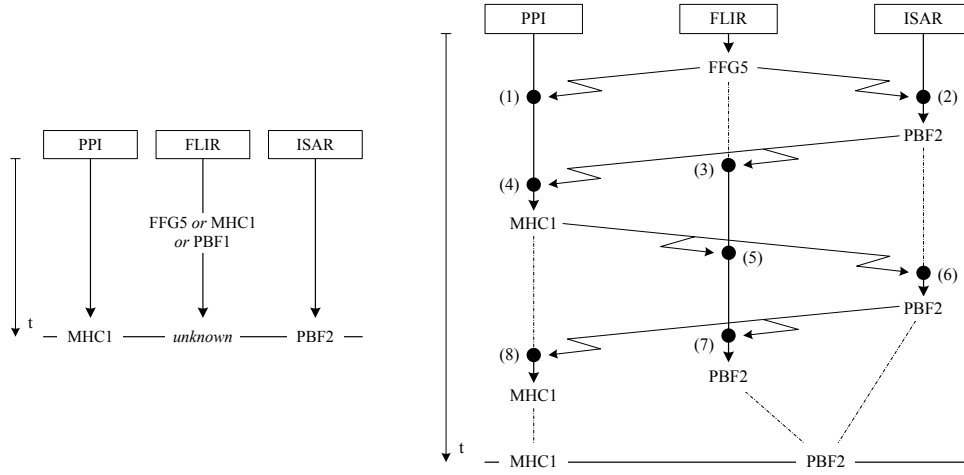 PPI FLIR ISAR
FFG5 or MHC1
or PBF1
t
MHC1 unknown PBF2
PPI FLIR ISAR
FFG5
(1) (2)
PBF2
(3)
(4)
MHC1
(5)
(6)
PBF2
(7)
(8)
PBF2
MHC1
t
MHC1 PBF2